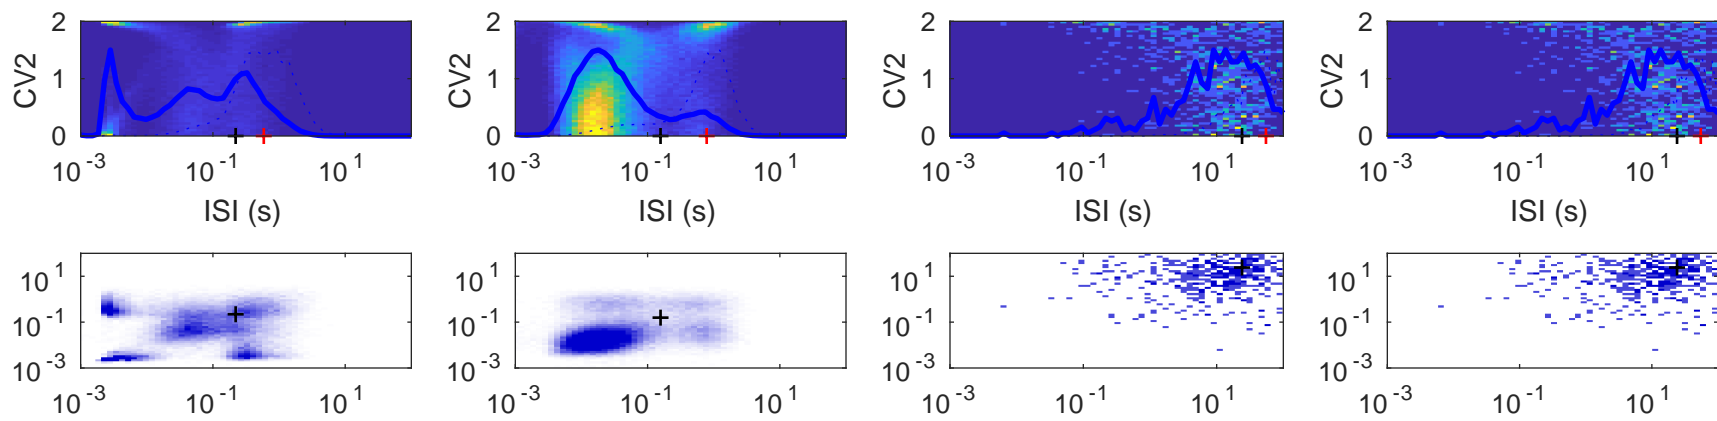 2 2 2 2
CV2 1 CV2 1 CV2 1 CV2 1
0 0 0 0
10^-3 10^-1 10^1 10^-3 10^-1 10^1 10^-3 10^-1 10^1 10^-3 10^-1 10^1
ISI (s) ISI (s) ISI (s) ISI (s)
10^1 10^1 10^1 10^1
10^-1 10^-1 10^-1 10^-1
10^-3 10^-3 10^-3 10^-3
10^-3 10^-1 10^1 10^-3 10^-1 10^1 10^-3 10^-1 10^1 10^-3 10^-1 10^1